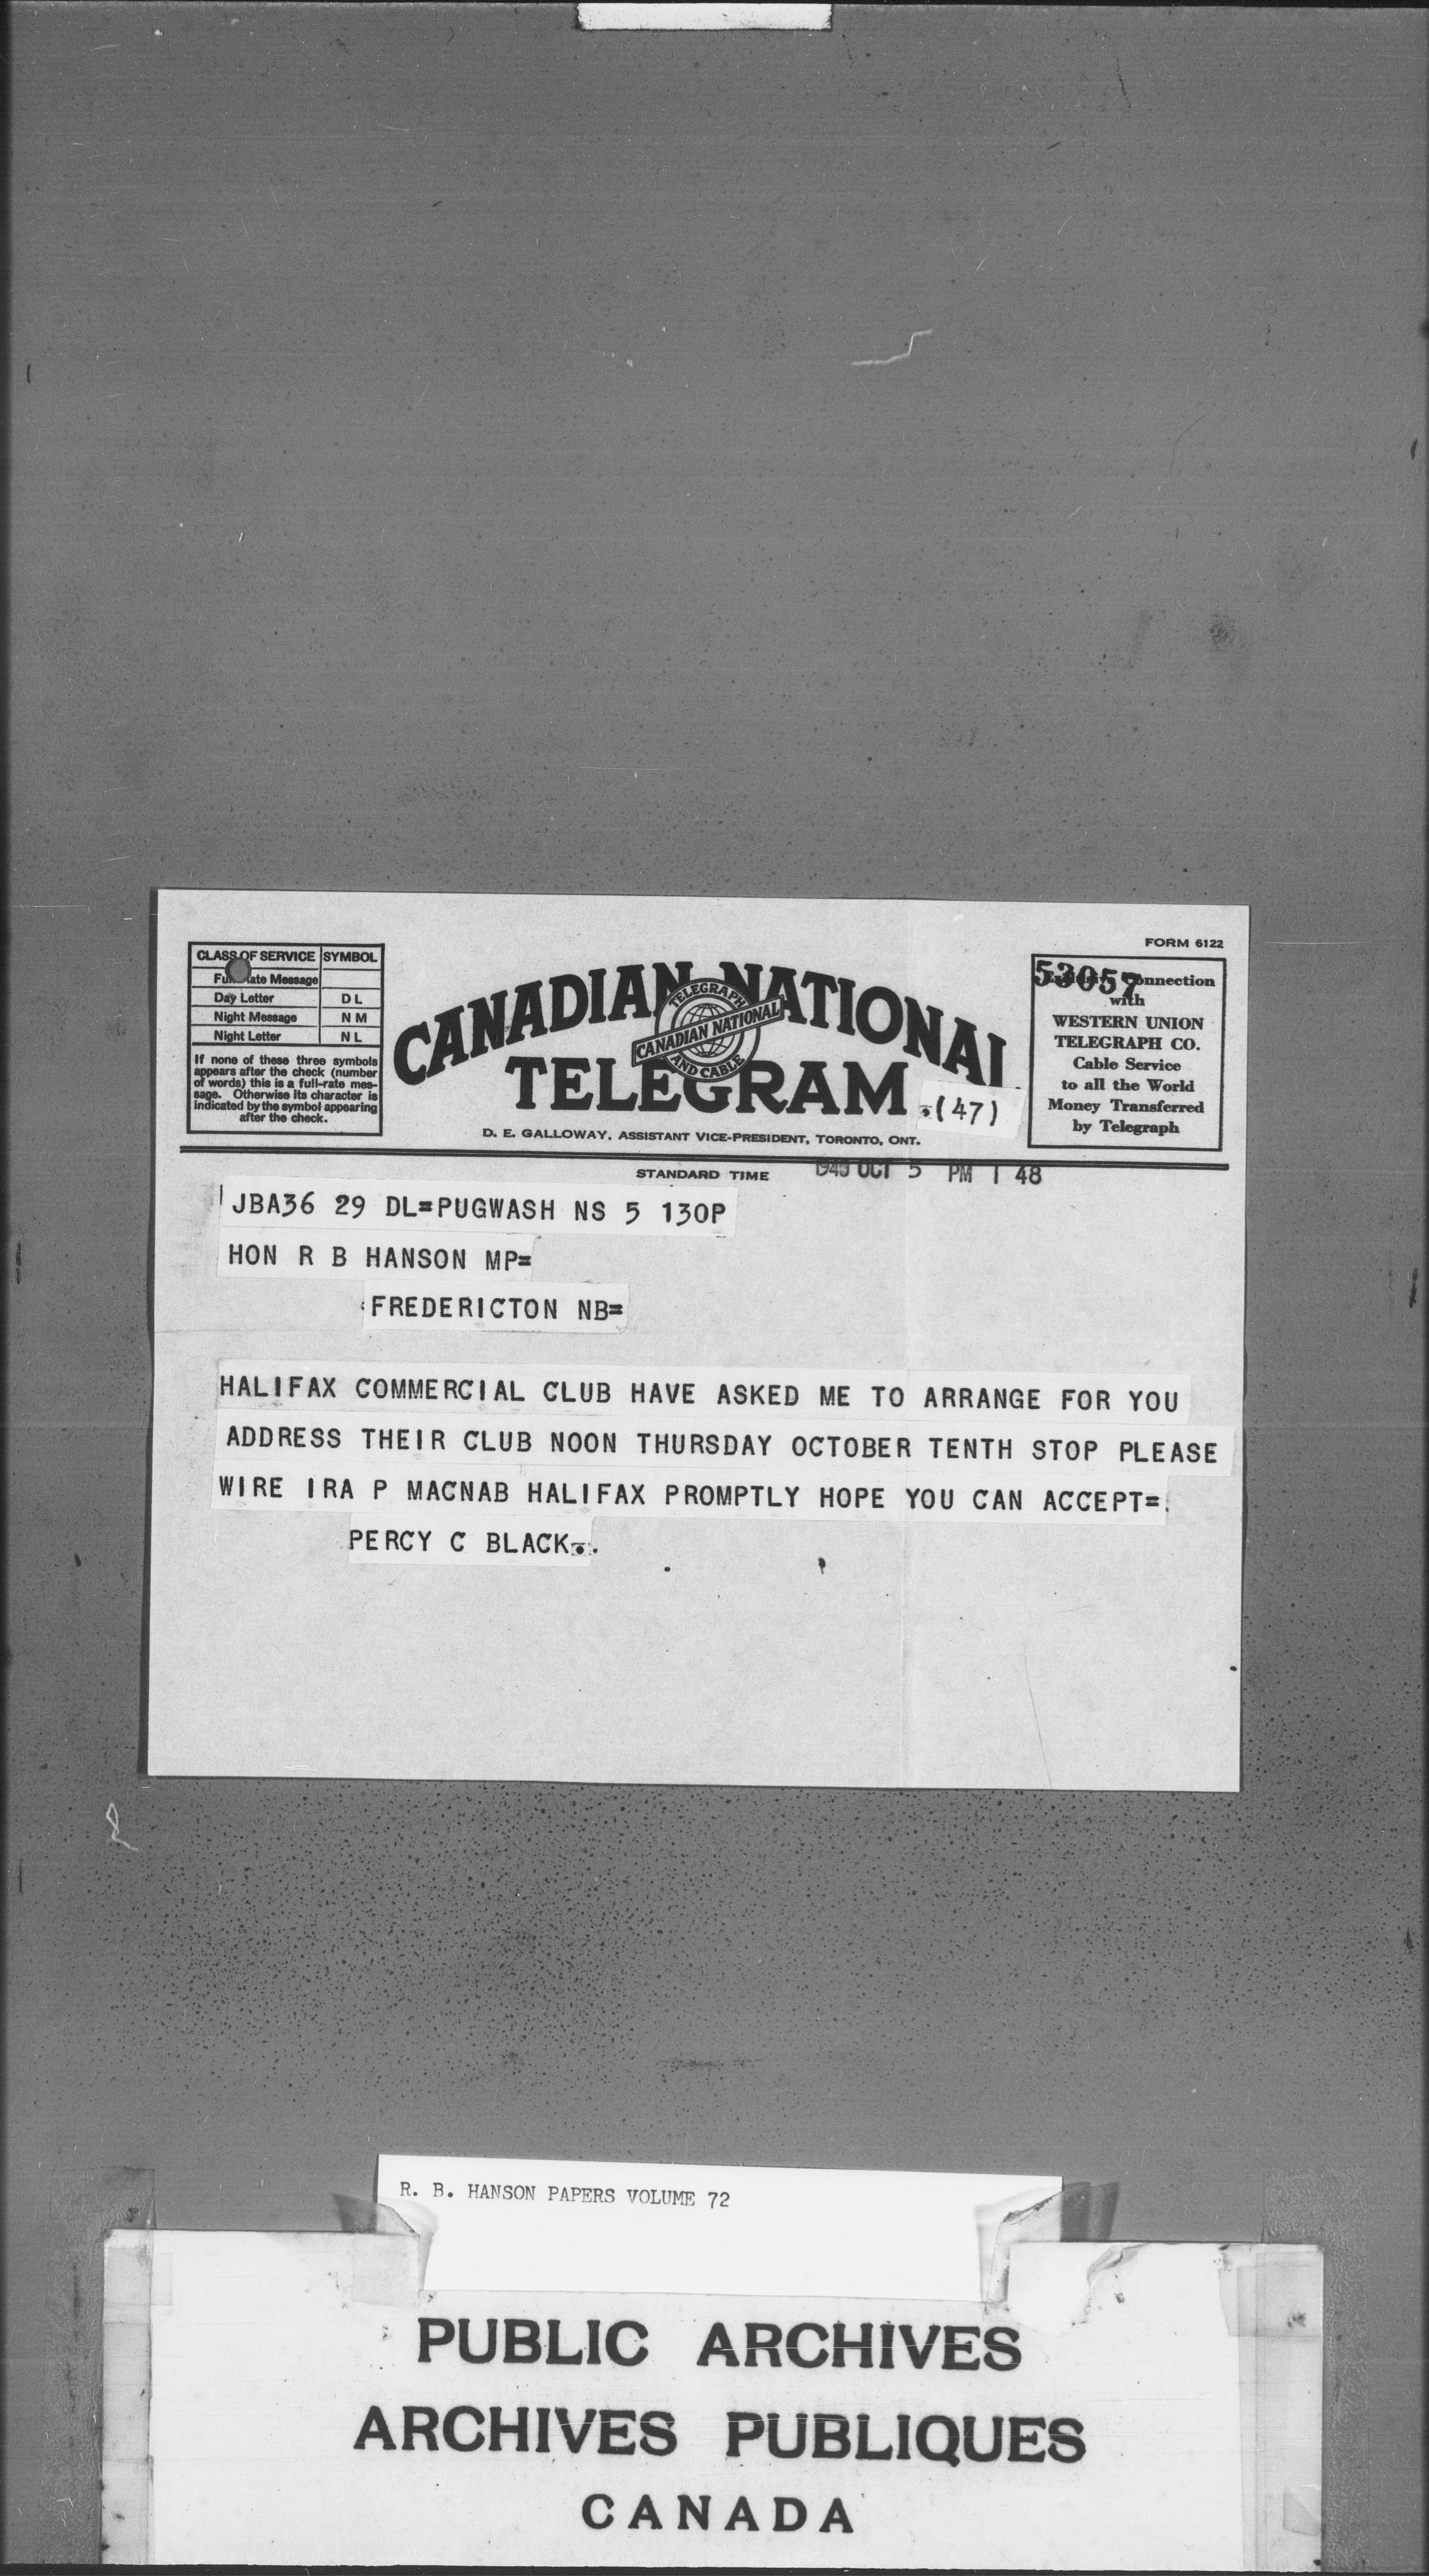 FORM 6122
CLASS OF SERVICE SYMBOL
Full-Rate Message
Day Letter DL
Night Message NM
Night Letter NL
If none of these three symbols
appears after the check (number
of words) this is a full-rate mes-
sage. Otherwise its character is
indicated by the symbol appearing
after the check.
CANADIAN NATIONAL
TELEGRAM
TELEGRAPH
CANADIAN NATIONAL
AND CABLE
.(47)
D. E. GALLOWAY, ASSISTANT VICE-PRESIDENT, TORONTO, ONT.
53057
Connection
with
WESTERN UNION
TELEGRAPH CO.
Cable Service
to all the World
Money Transferred
by Telegraph
STANDARD TIME 1940 OCT 5 PM 1 48
JBA36 29 DL=PUGWASH NS 5 130P
HON R B HANSON MP=
FREDERICTON NB=
HALIFAX COMMERCIAL CLUB HAVE ASKED ME TO ARRANGE FOR YOU
ADDRESS THEIR CLUB NOON THURSDAY OCTOBER TENTH STOP PLEASE
WIRE IRA P MACNAB HALIFAX PROMPTLY HOPE YOU CAN ACCEPT=.
PERCY C BLACK..
R. B. HANSON PAPERS VOLUME 72
PUBLIC ARCHIVES
ARCHIVES PUBLIQUES
CANADA